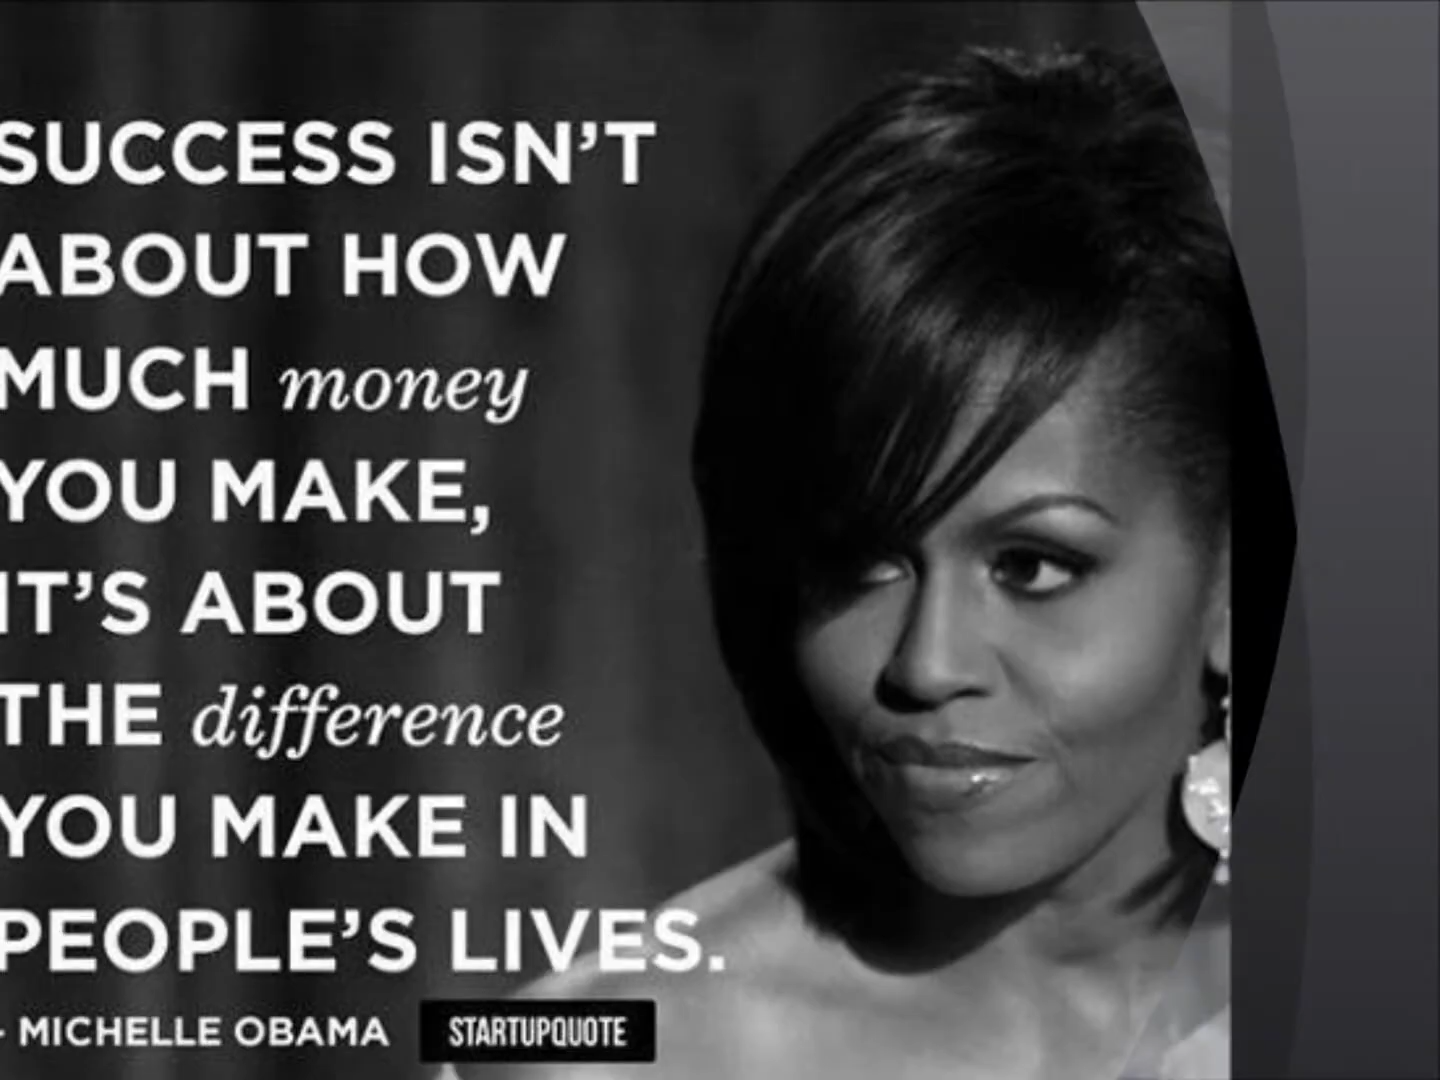 SUCCESS ISN'T
ABOUT HOW
MUCH money
YOU MAKE,
IT'S ABOUT
THE difference
YOU MAKE IN
PEOPLE'S LIVES.
- MICHELLE OBAMA STARTUPQUOTE